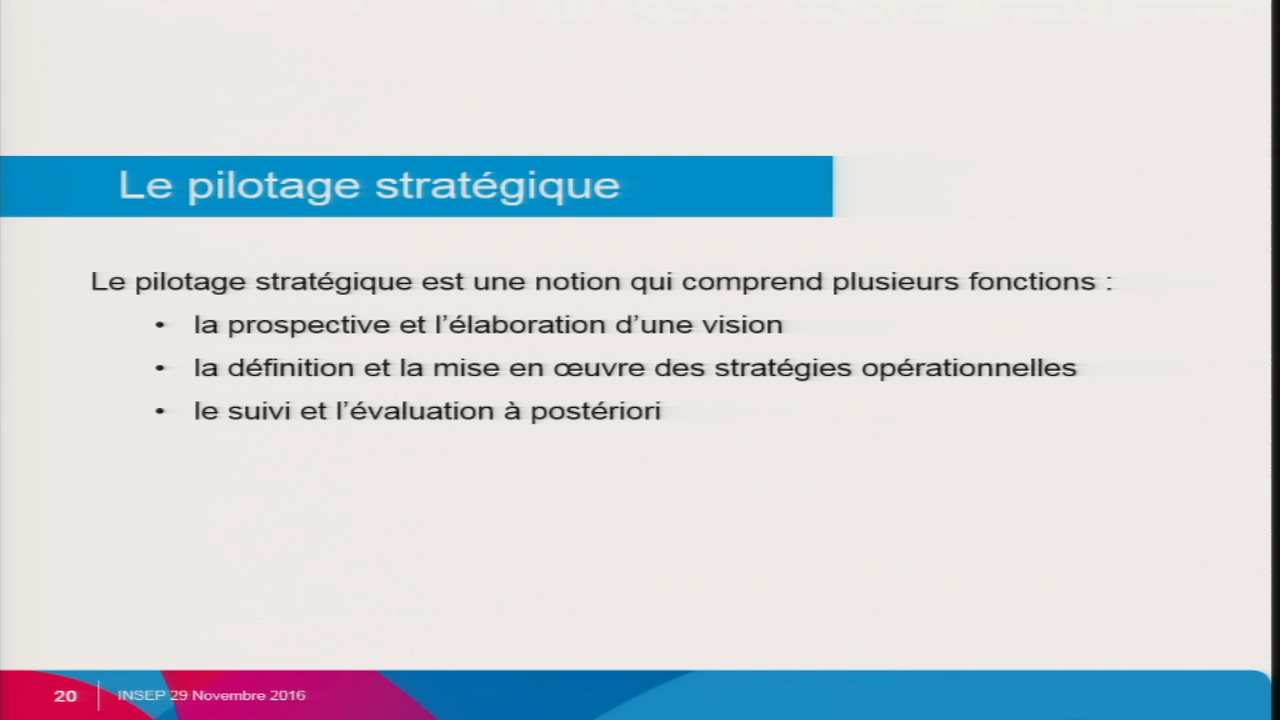 Le pilotage stratégique
Le pilotage stratégique est une notion qui comprend plusieurs fonctions :
• la prospective et l’élaboration d’une vision
• la définition et la mise en œuvre des stratégies opérationnelles
• le suivi et l’évaluation à postériori
20 INSEP 29 Novembre 2016